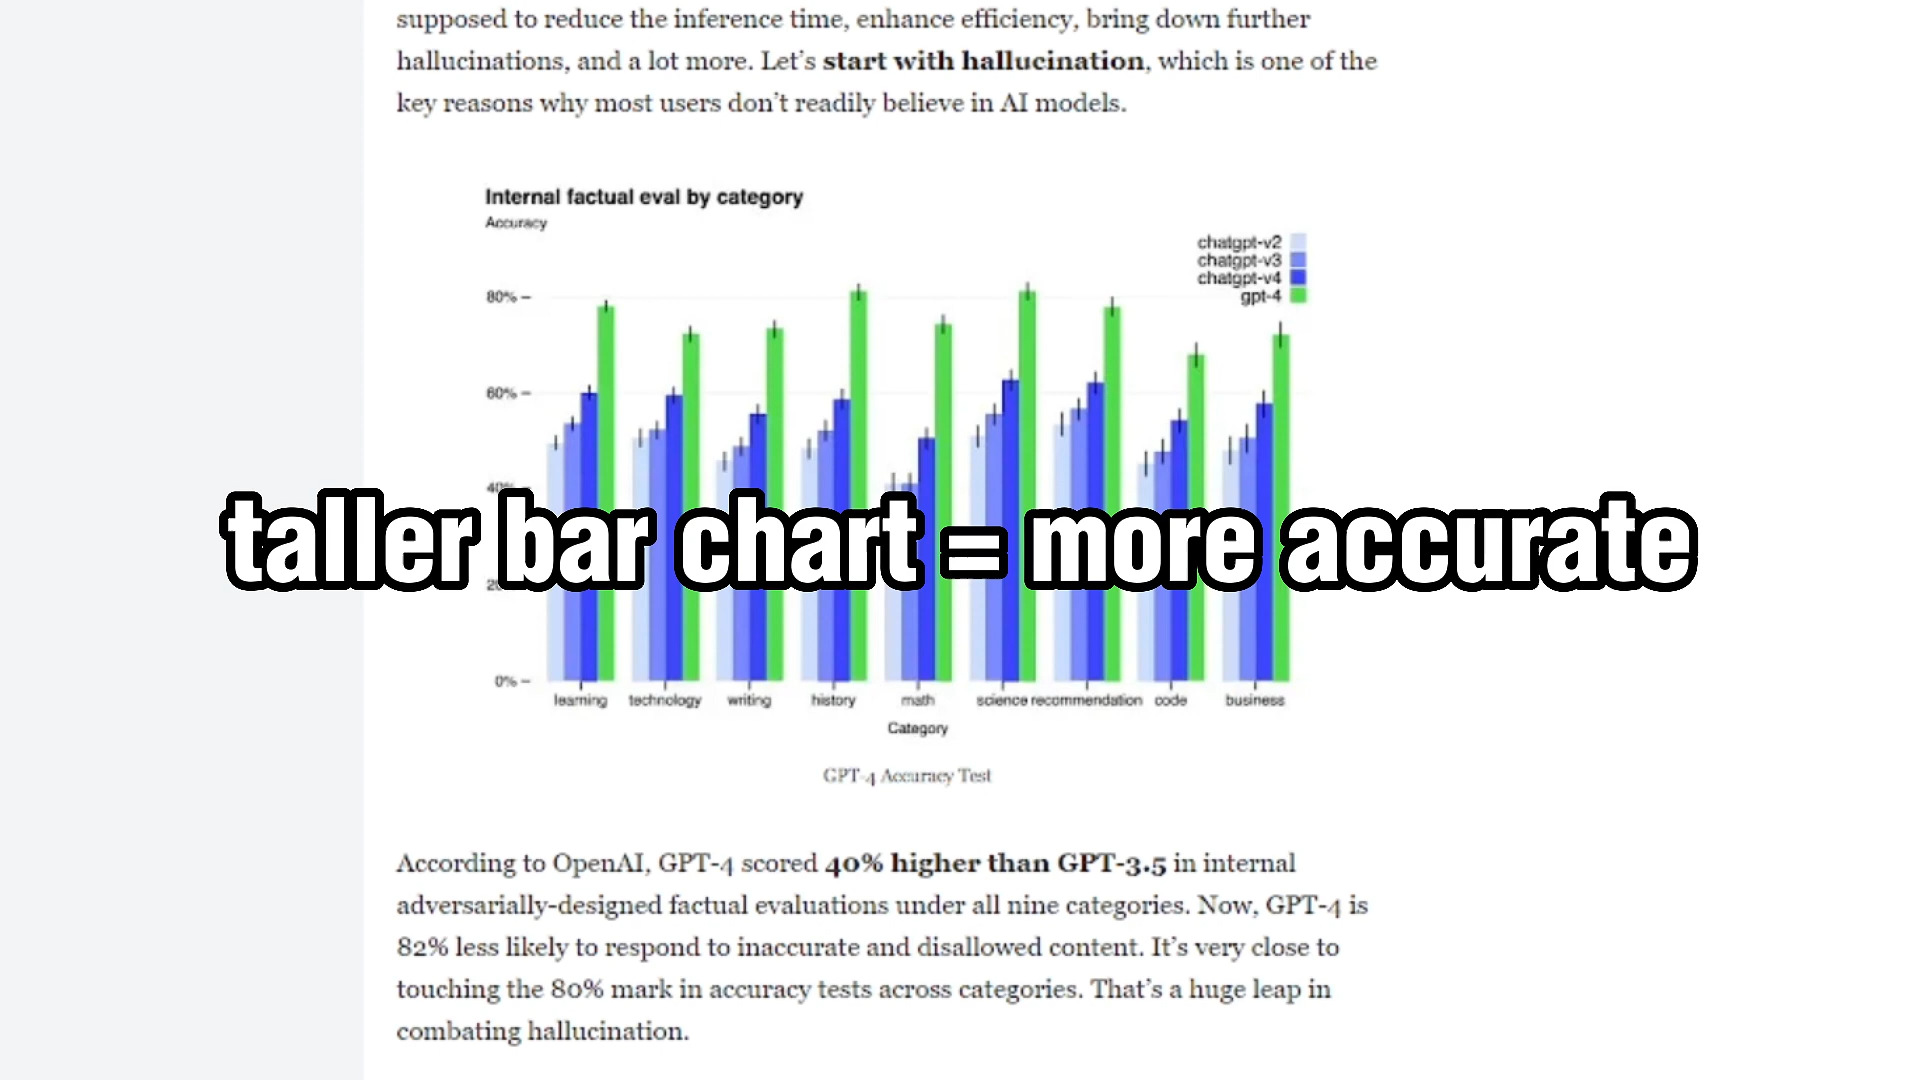 supposed to reduce the inference time, enhance efficiency, bring down further
hallucinations, and a lot more. Let's start with hallucination, which is one of the
key reasons why most users don't readily believe in AI models.
Internal factual eval by category
Accuracy
chatgpt-v2
chatgpt-v3
chatgpt-v4
gpt-4
80%
60%
40%
taller bar chart = more accurate
0%
learning technology writing history math science recommendation code business
Category
GPT-4 Accuracy Test
According to OpenAI, GPT-4 scored 40% higher than GPT-3.5 in internal
adversarially-designed factual evaluations under all nine categories. Now, GPT-4 is
82% less likely to respond to inaccurate and disallowed content. It's very close to
touching the 80% mark in accuracy tests across categories. That's a huge leap in
combating hallucination.